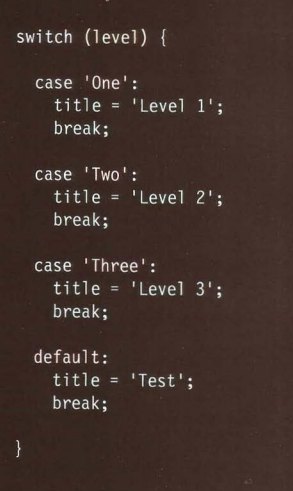 switch (level) {
case 'One':
title = 'Level 1';
break;
case 'Two':
title = 'Level 2';
break;
case 'Three':
title = 'Level 3';
break;
default:
title = 'Test';
break;
}